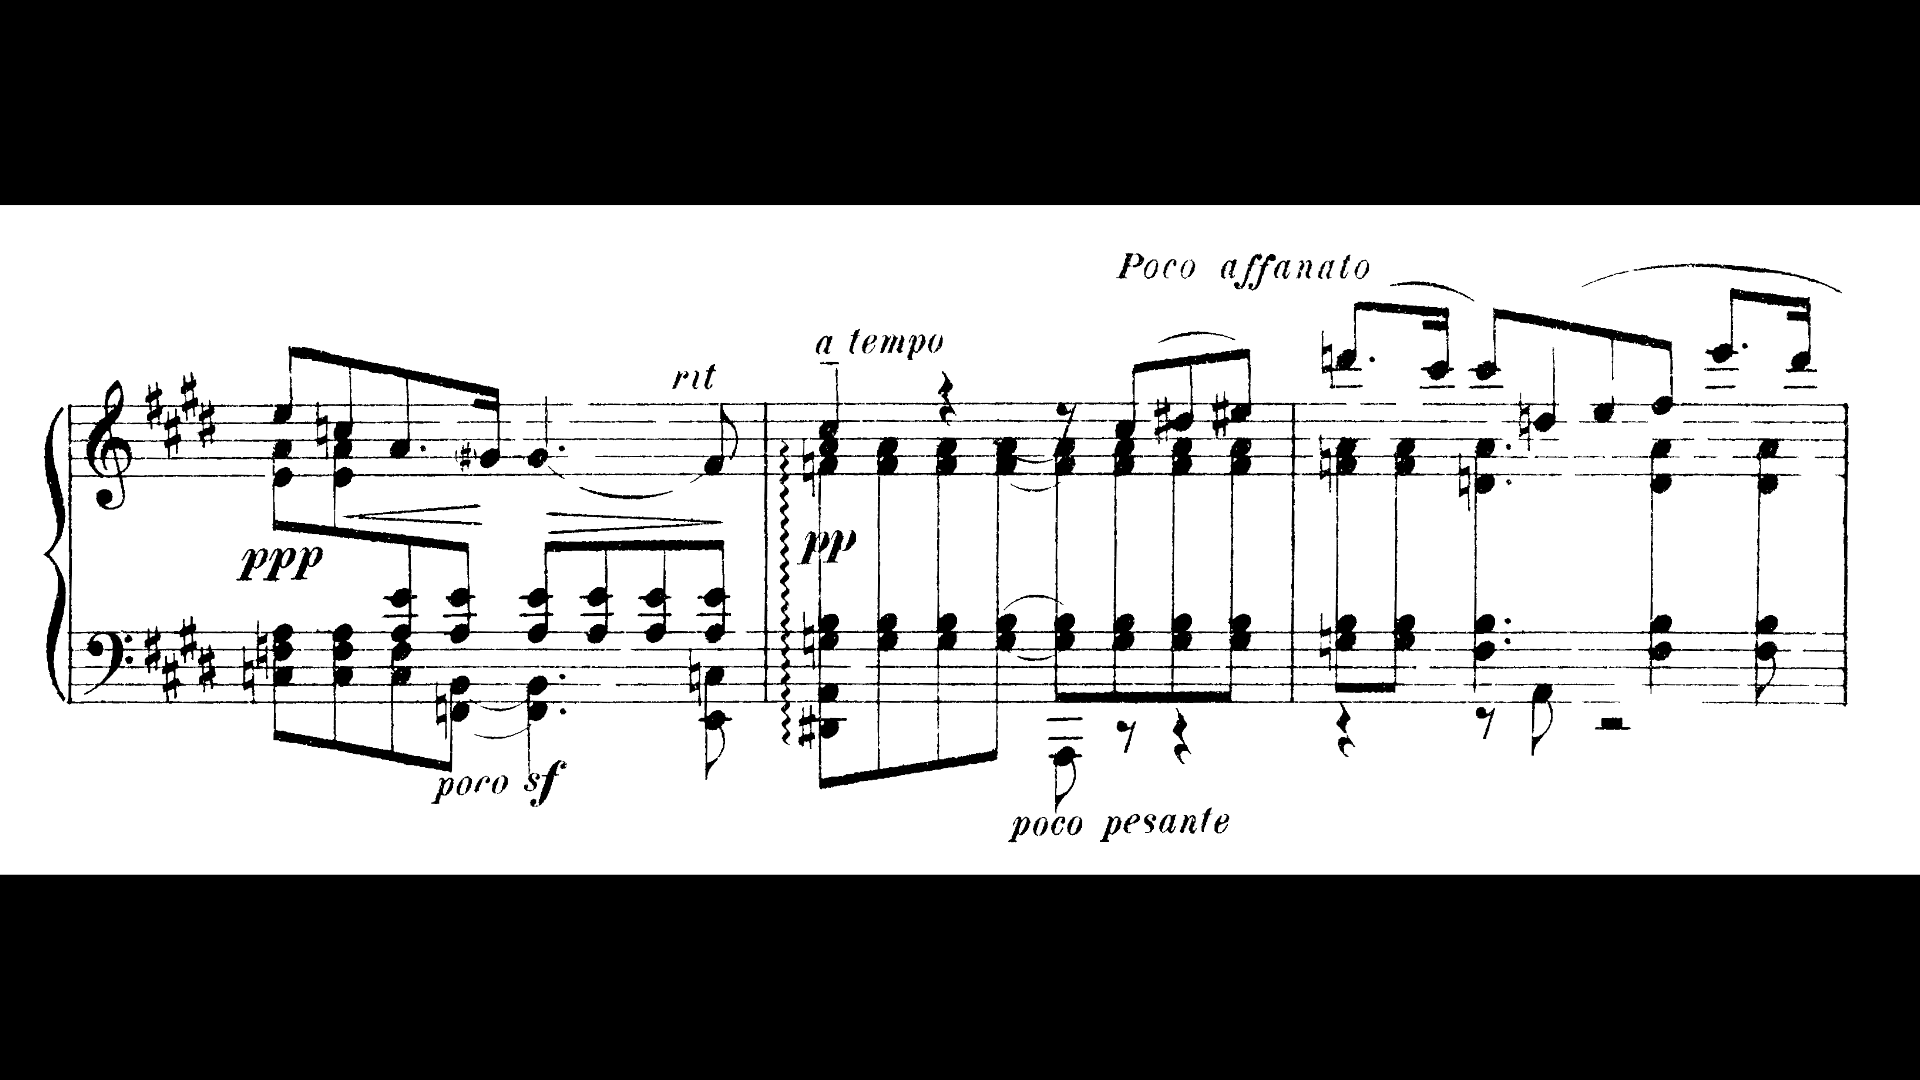 Poco affanato
a tempo
rit
ppp
pp
poco sf
poco pesante